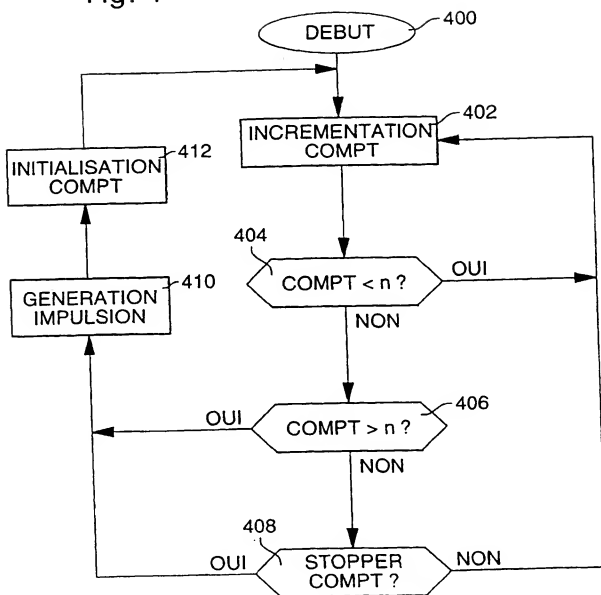 DEBUT
400
INCREMENTATION
COMPT
402
INITIALISATION
COMPT
412
404
COMPT < n ?
OUI
NON
GENERATION
IMPULSION
410
OUI
COMPT > n ?
406
NON
408
OUI
STOPPER
COMPT ?
NON